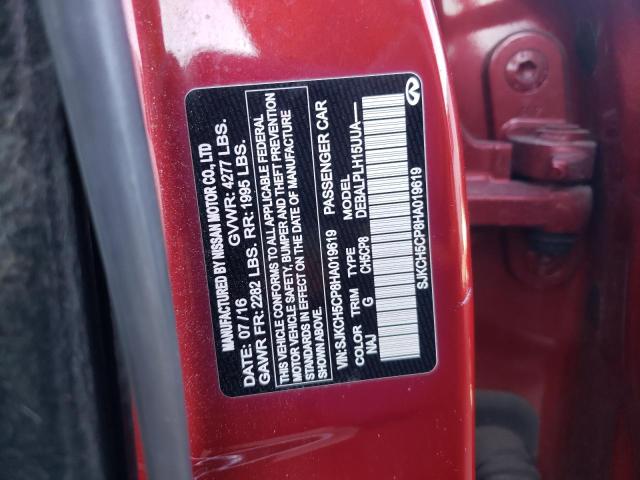 MANUFACTURED BY NISSAN MOTOR CO., LTD
DATE: 07 / 16 GVWR: 4277 LBS.
GAWR FR: 2282 LBS. RR: 1995 LBS.
THIS VEHICLE CONFORMS TO ALL APPLICABLE FEDERAL
MOTOR VEHICLE SAFETY, BUMPER AND THEFT PREVENTION
STANDARDS IN EFFECT ON THE DATE OF MANUFACTURE
SHOWN ABOVE.
VIN:SJKCH5CP8HA019619 PASSENGER CAR
COLOR TRIM TYPE MODEL
NAJ G CH5CP8 DEBALPLH15UUA—
SJKCH5CP8HA019619